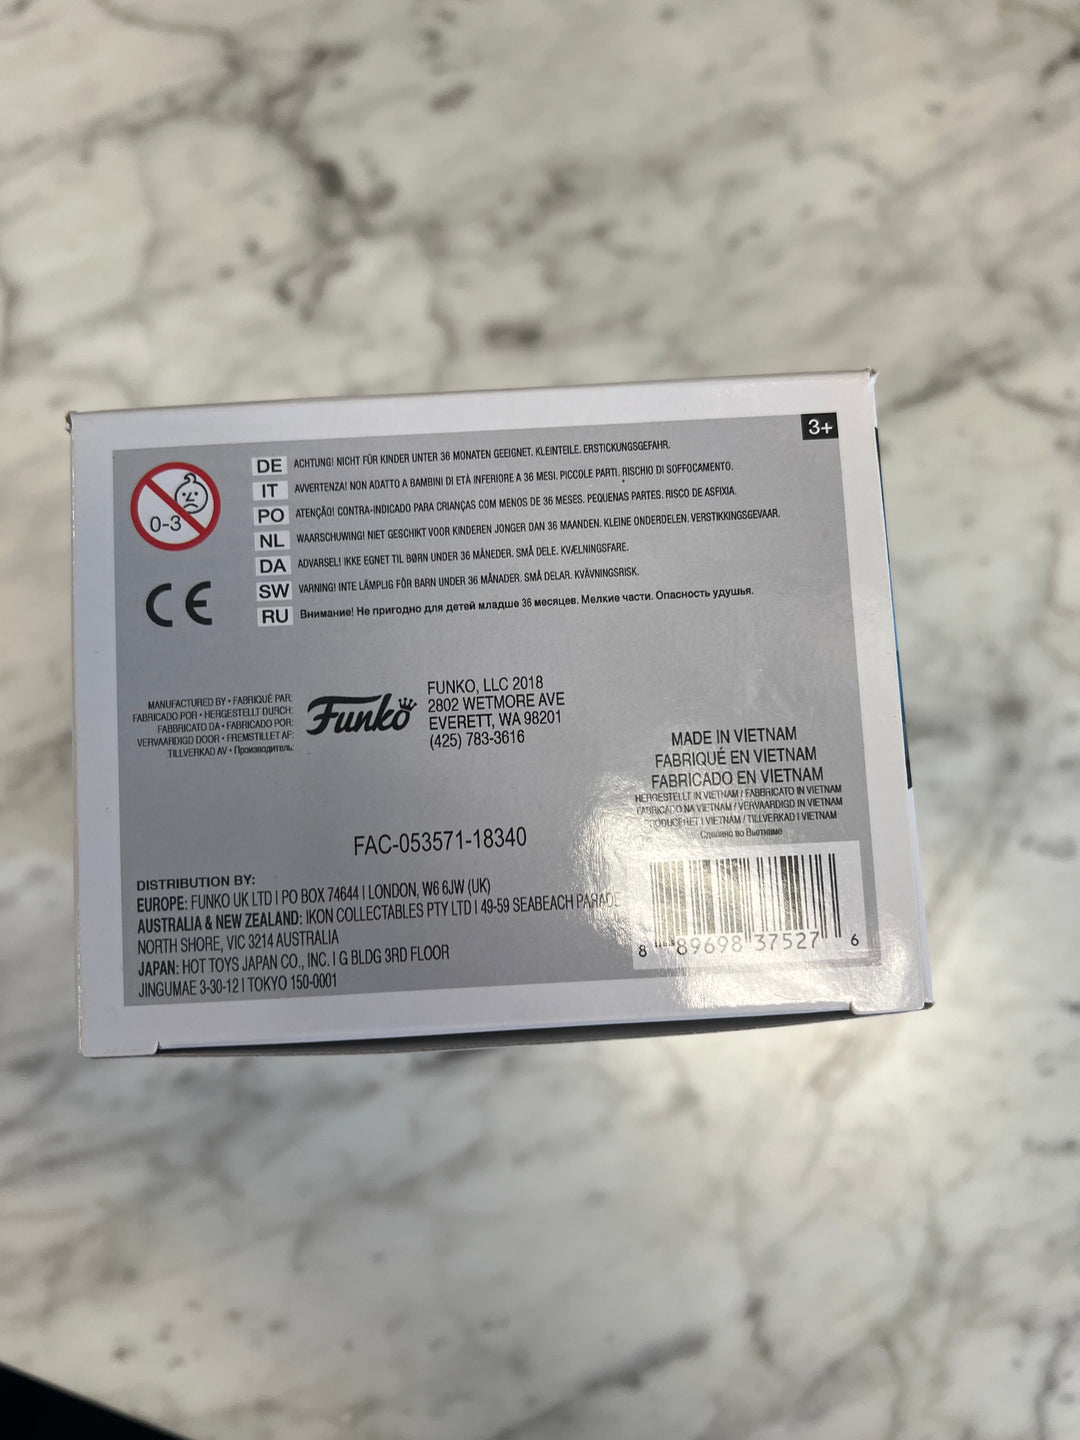 3+
0-3
DE ACHTUNG! NICHT FÜR KINDER UNTER 36 MONATEN GEEIGNET. KLEINTEILE. ERSTICKUNGSGEFAHR.
IT AVVERTENZA! NON ADATTO A BAMBINI DI ETÀ INFERIORE A 36 MESI. PICCOLE PARTI. RISCHIO DI SOFFOCAMENTO.
PO ATENÇÃO! CONTRA-INDICADO PARA CRIANÇAS COM MENOS DE 36 MESES. PEQUENAS PARTES. RISCO DE ASFIXIA.
NL WAARSCHUWING! NIET GESCHIKT VOOR KINDEREN JONGER DAN 36 MAANDEN. KLEINE ONDERDELEN. VERSTIKKINGSGEVAAR.
DA ADVARSEL! IKKE EGNET TIL BØRN UNDER 36 MÅNEDER. SMÅ DELE. KVÆLNINGSFARE.
SW VARNING! INTE LÄMPLIG FÖR BARN UNDER 36 MÅNADER. SMÅ DELAR. KVÄVNINGSRISK.
RU Внимание! Не пригодно для детей младше 36 месяцев. Мелкие части. Опасность удушья.
CE
MANUFACTURED BY • FABRIQUÉ PAR:
FABRICADO POR • HERGESTELLT DURCH:
FABBRICATO DA • FABRICADO POR:
VERVAARDIGD DOOR • FREMSTILLET AF:
TILLVERKAD AV • Производитель:
Funko
FUNKO, LLC 2018
2802 WETMORE AVE
EVERETT, WA 98201
(425) 783-3616
MADE IN VIETNAM
FABRIQUÉ EN VIETNAM
FABRICADO EN VIETNAM
HERGESTELLT IN VIETNAM / FABBRICATO IN VIETNAM
FABRICADO NA VIETNAM / VERVAARDIGD IN VIETNAM
PRODUCERET I VIETNAM / TILLVERKAD I VIETNAM
Сделано во Вьетнаме
FAC-053571-18340
DISTRIBUTION BY:
EUROPE: FUNKO UK LTD | PO BOX 74644 | LONDON, W6 6JW (UK)
AUSTRALIA & NEW ZEALAND: IKON COLLECTABLES PTY LTD | 49-59 SEABEACH PARADE
NORTH SHORE, VIC 3214 AUSTRALIA
JAPAN: HOT TOYS JAPAN CO., INC. | G BLDG 3RD FLOOR
JINGUMAE 3-30-12 | TOKYO 150-0001
8 89698 37527 6